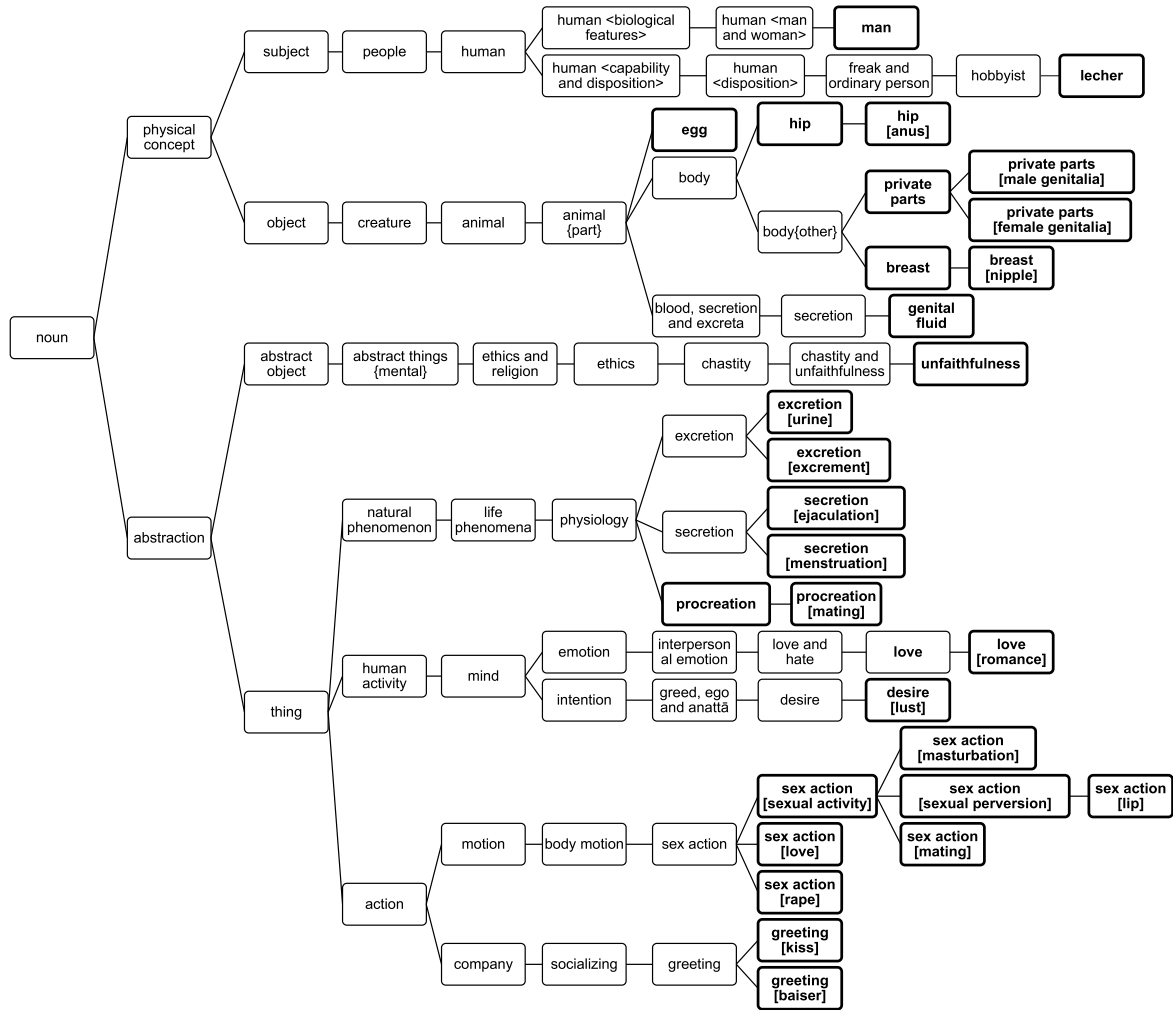 human <biological
features>
human <man
and woman>
man
subject
people
human
human <capability
and disposition>
human
<disposition>
freak and
ordinary person
hobbyist
lecher
physical
concept
egg
hip
hip
[anus]
body
private parts
[male genitalia]
private
parts
private parts
[female genitalia]
object
creature
animal
animal
{part}
body{other}
breast
breast
[nipple]
blood, secretion
and excreta
secretion
genital
fluid
noun
abstract
object
abstract things
{mental}
ethics and
religion
ethics
chastity
chastity and
unfaithfulness
unfaithfulness
excretion
[urine]
excretion
excretion
[excrement]
natural
phenomenon
life
phenomena
physiology
secretion
[ejaculation]
secretion
secretion
[menstruation]
abstraction
procreation
procreation
[mating]
emotion
interperson
al emotion
love and
hate
love
love
[romance]
human
activity
mind
intention
greed, ego
and anattā
desire
desire
[lust]
thing
sex action
[masturbation]
sex action
[sexual activity]
sex action
[sexual perversion]
sex action
[lip]
motion
body motion
sex action
sex action
[love]
sex action
[mating]
sex action
[rape]
action
greeting
[kiss]
company
socializing
greeting
greeting
[baiser]